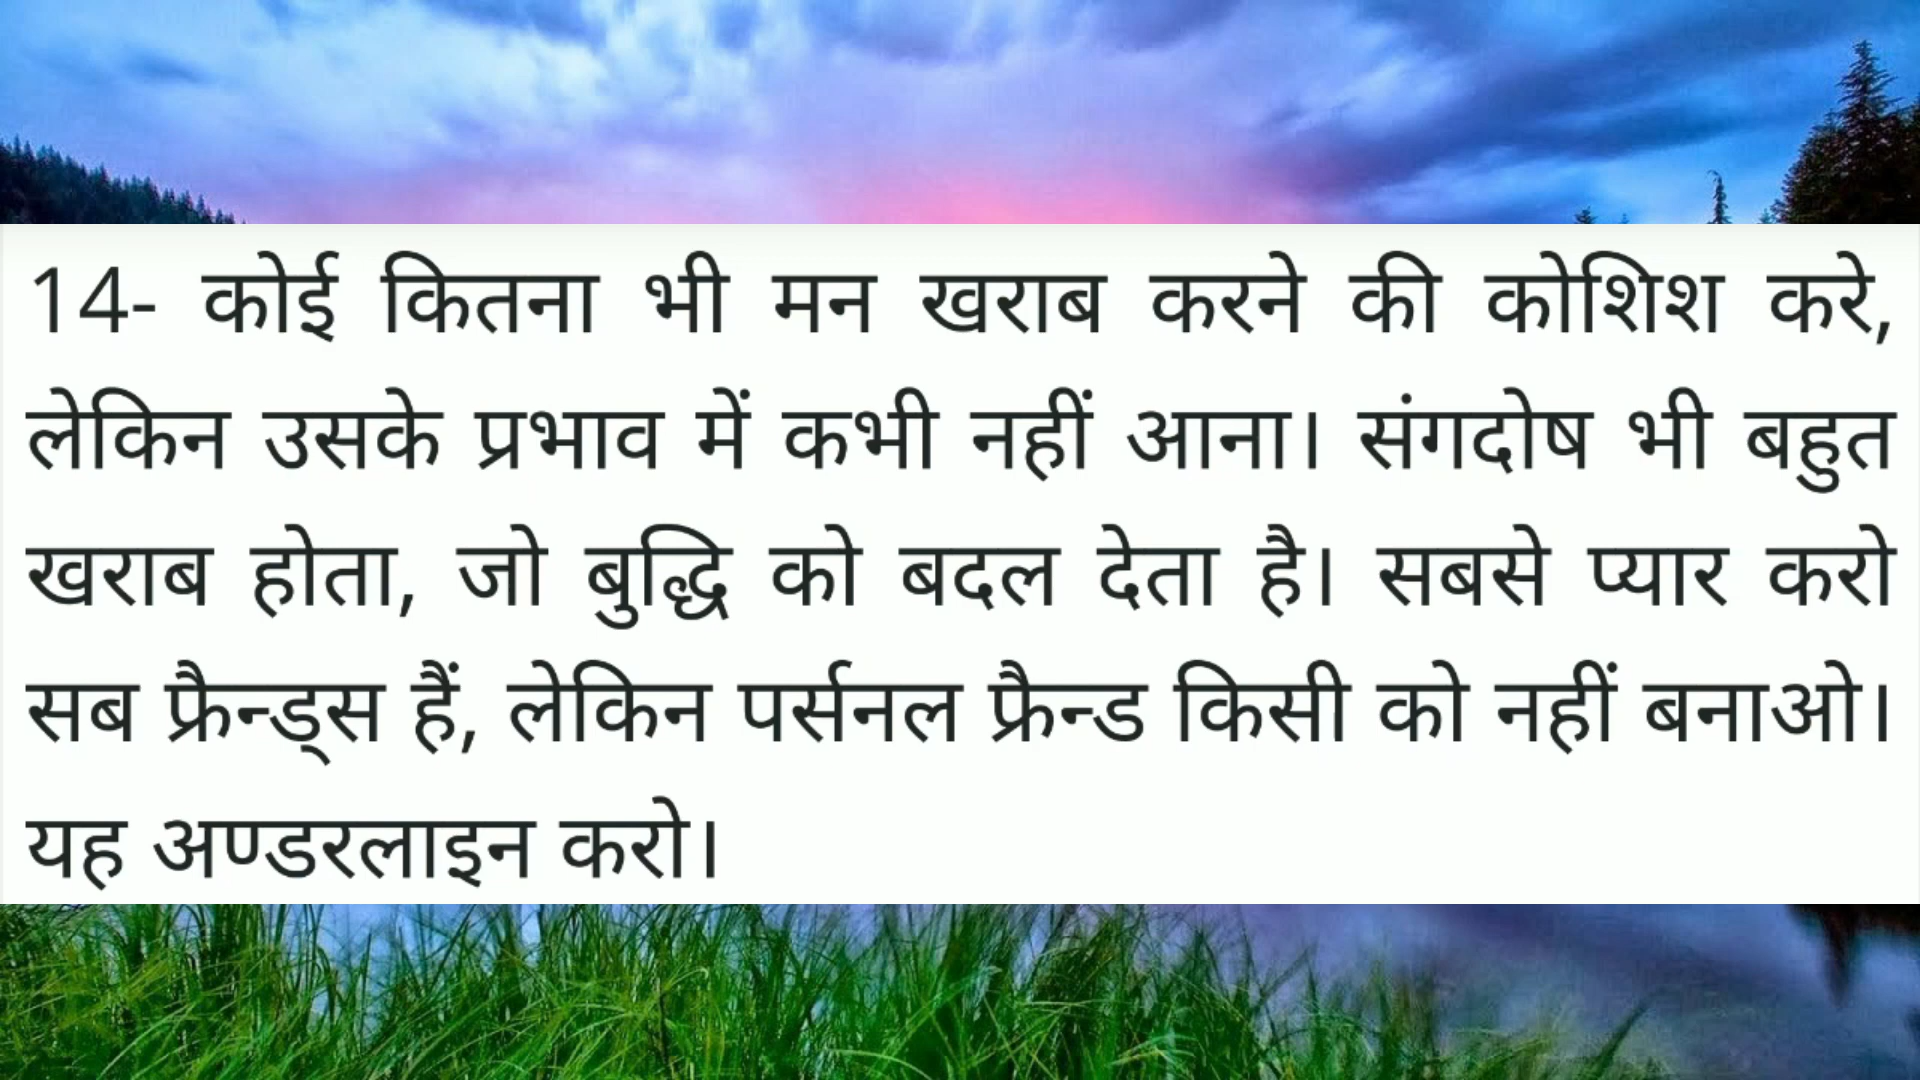 14- कोई कितना भी मन खराब करने की कोशिश करे,
लेकिन उसके प्रभाव में कभी नहीं आना। संगदोष भी बहुत
खराब होता, जो बुद्धि को बदल देता है। सबसे प्यार करो
सब फ्रैन्ड्स हैं, लेकिन पर्सनल फ्रैन्ड किसी को नहीं बनाओ।
यह अण्डरलाइन करो।